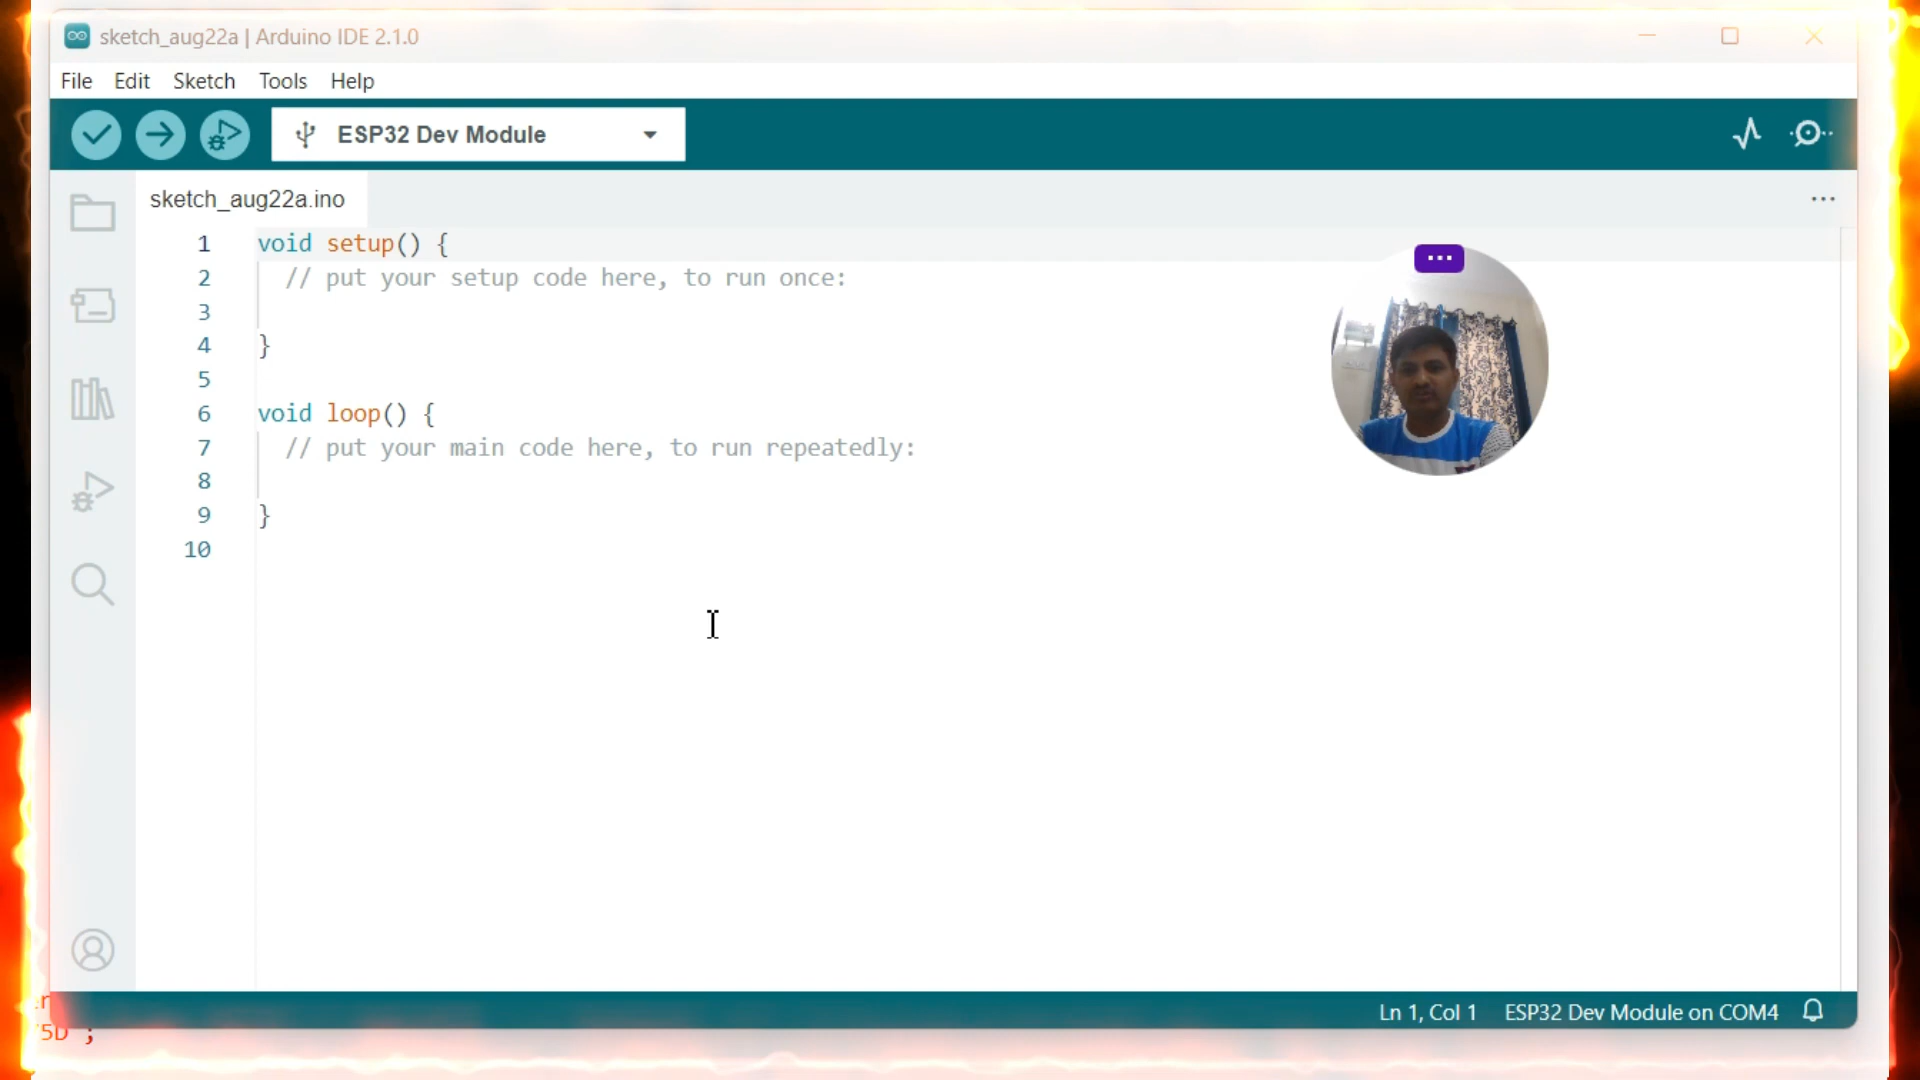 sketch_aug22a | Arduino IDE 2.1.0
File Edit Sketch Tools Help
ESP32 Dev Module
sketch_aug22a.ino
1 void setup() {
2 // put your setup code here, to run once:
3
4 }
5
6 void loop() {
7 // put your main code here, to run repeatedly:
8
9 }
10
Ln 1, Col 1 ESP32 Dev Module on COM4
5D ;